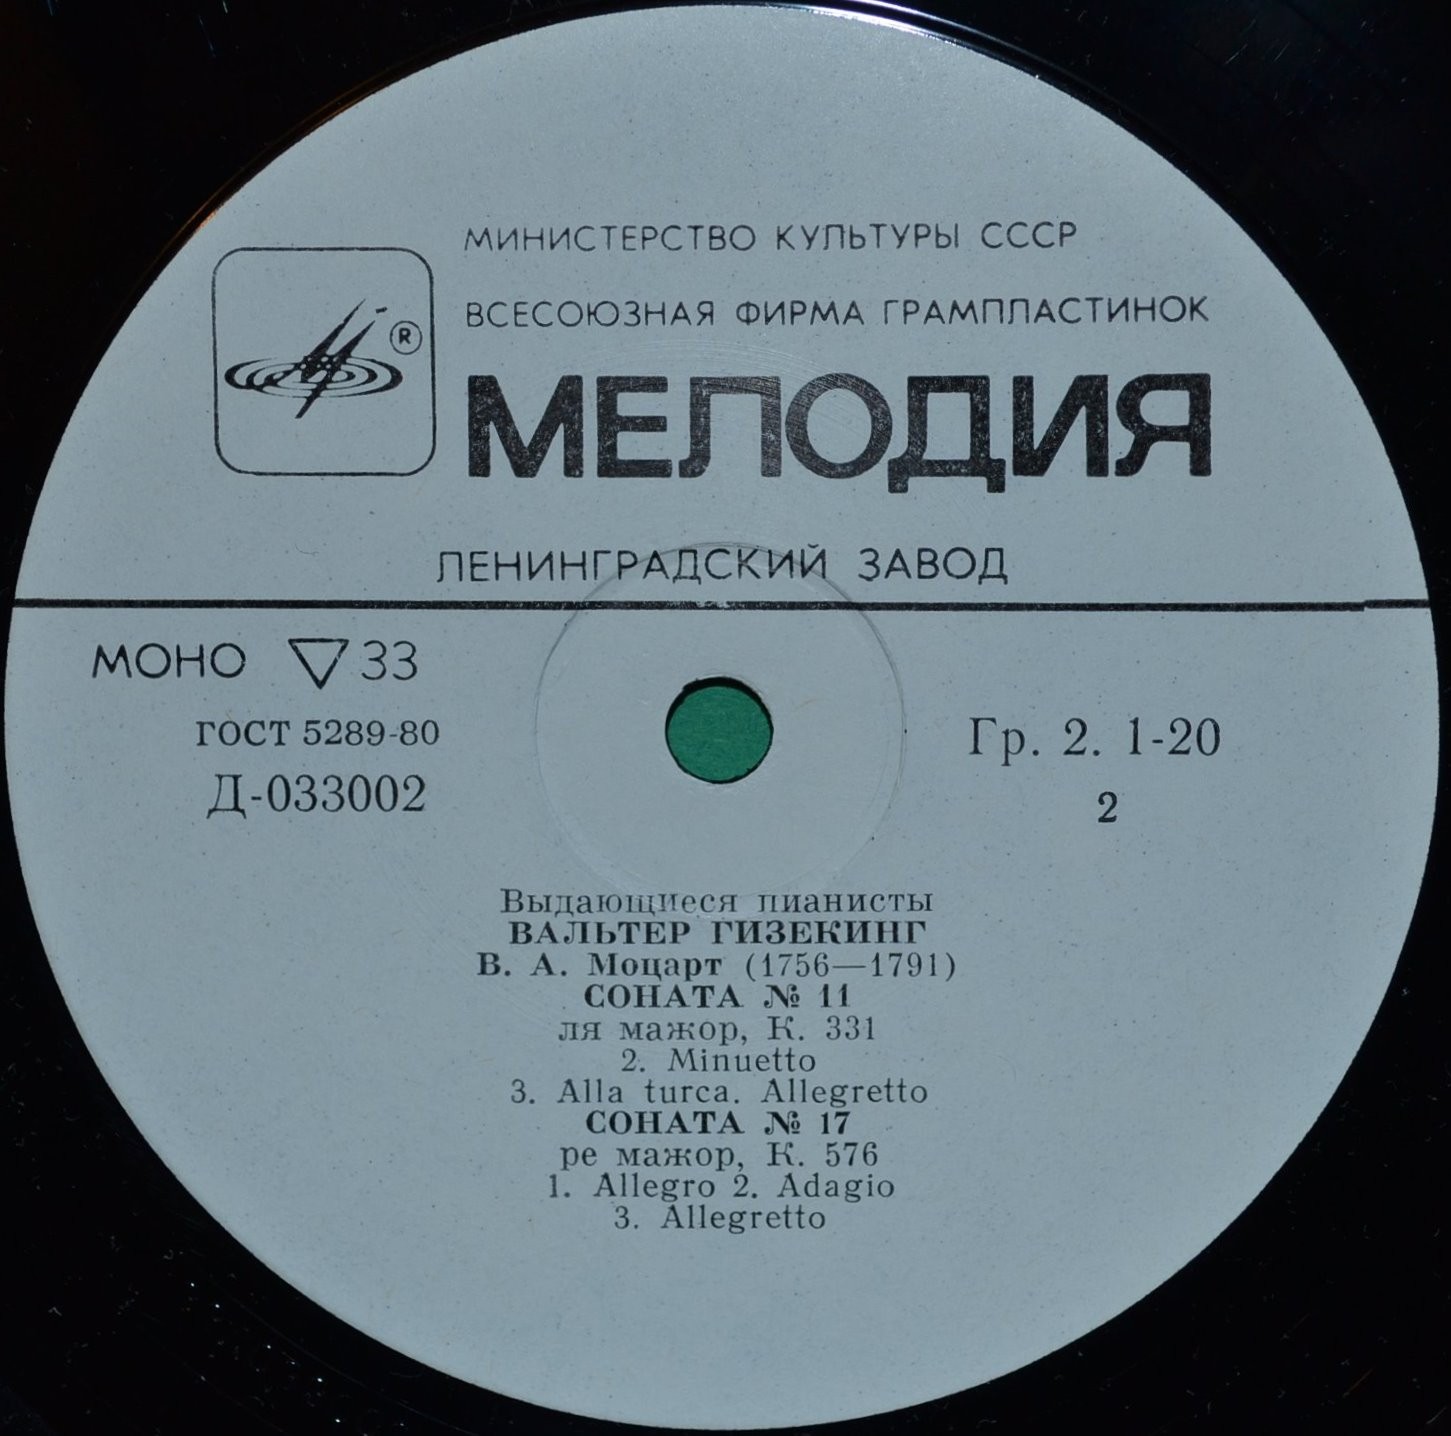 МИНИСТЕРСТВО КУЛЬТУРЫ СССР
ВСЕСОЮЗНАЯ ФИРМА ГРАМПЛАСТИНОК
®
МЕЛОДИЯ
ЛЕНИНГРАДСКИЙ ЗАВОД
МОНО ▽ 33
ГОСТ 5289-80
Д-033002
Гр. 2. 1-20
2
Выдающиеся пианисты
ВАЛЬТЕР ГИЗЕКИНГ
В. А. Моцарт (1756—1791)
СОНАТА № 11
ля мажор, К. 331
2. Minuetto
3. Alla turca. Allegretto
СОНАТА № 17
ре мажор, К. 576
1. Allegro 2. Adagio
3. Allegretto